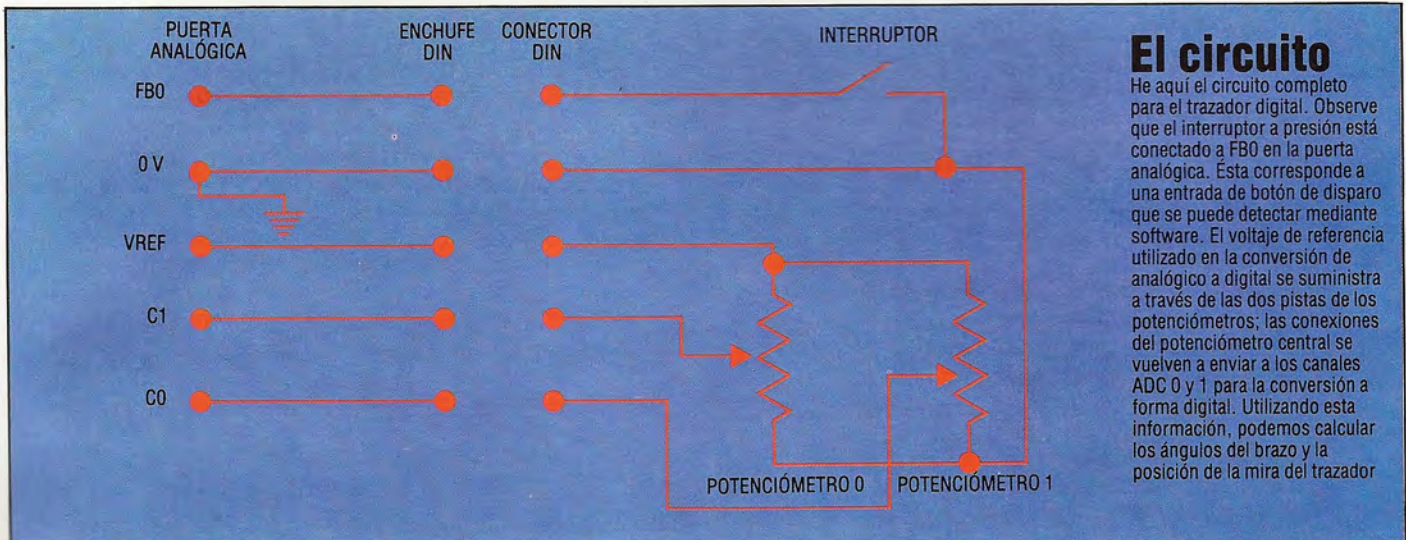 PUERTA
ANALÓGICA
ENCHUFE
DIN
CONECTOR
DIN
INTERRUPTOR
FB0
0 V
VREF
C1
C0
POTENCIÓMETRO 0
POTENCIÓMETRO 1
El circuito
He aquí el circuito completo
para el trazador digital. Observe
que el interruptor a presión está
conectado a FB0 en la puerta
analógica. Ésta corresponde a
una entrada de botón de disparo
que se puede detectar mediante
software. El voltaje de referencia
utilizado en la conversión de
analógico a digital se suministra
a través de las dos pistas de los
potenciómetros; las conexiones
del potenciómetro central se
vuelven a enviar a los canales
ADC 0 y 1 para la conversión a
forma digital. Utilizando esta
información, podemos calcular
los ángulos del brazo y la
posición de la mira del trazador